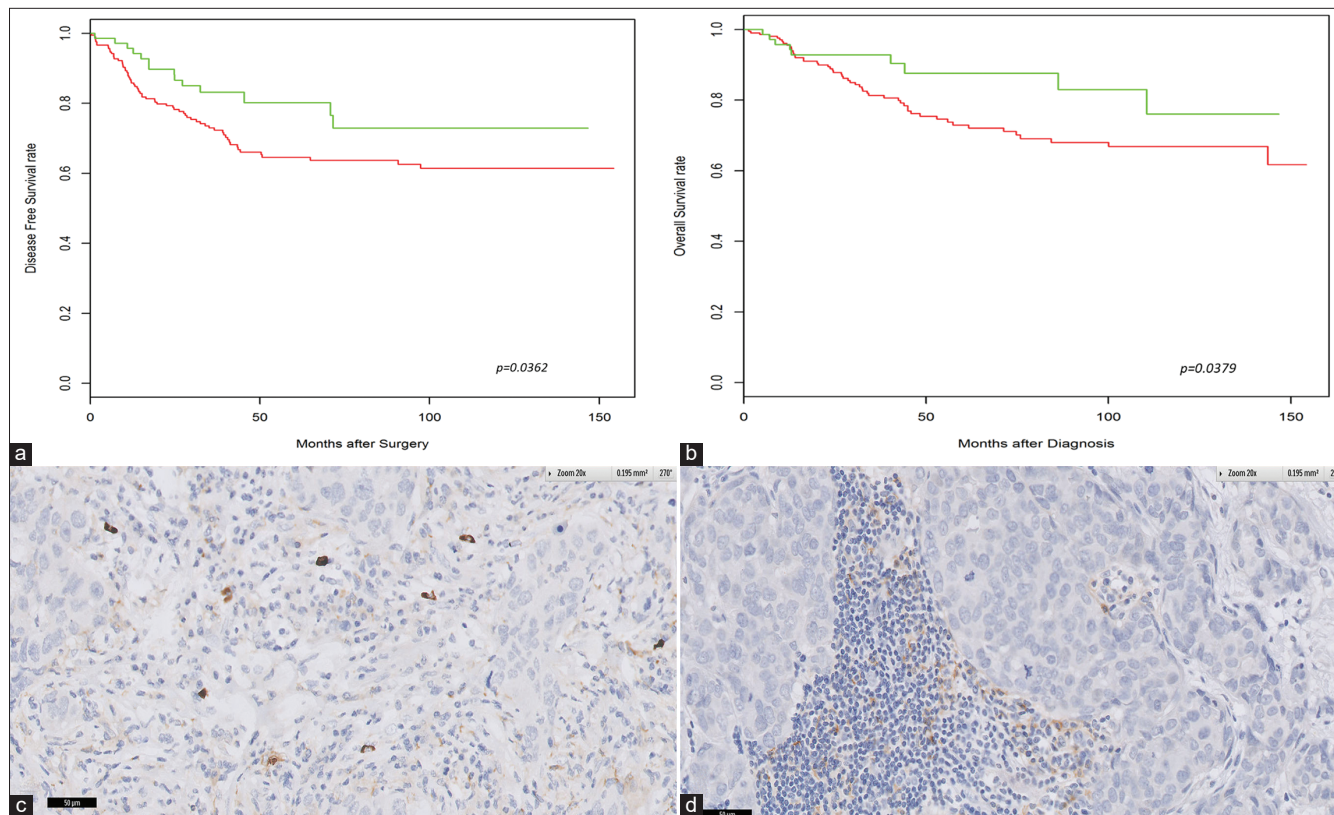 1.0
0.8
0.6
0.4
0.2
0.0
Disease Free Survival rate
p=0.0362
0
50
100
150
Months after Surgery
a
1.0
0.8
0.6
0.4
0.2
0.0
Overall Survival rate
p=0.0379
0
50
100
150
Months after Diagnosis
b
Zoom 20x 0.195 mm² 270°
50 µm
c
Zoom 20x 0.195 mm² 2
50 µm
d